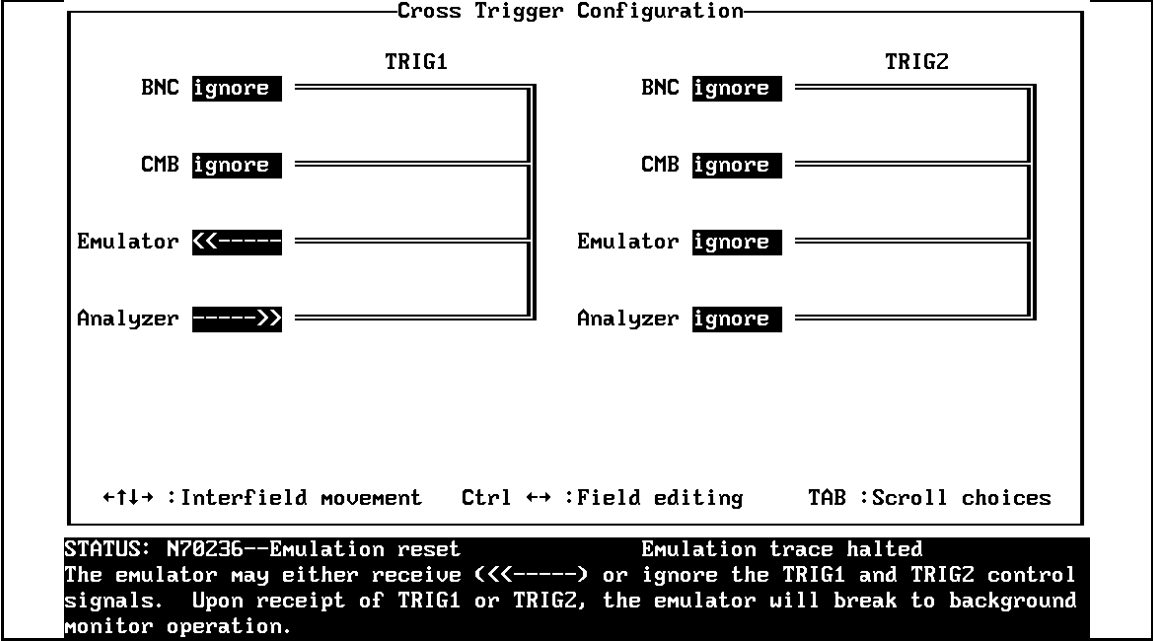 Cross Trigger Configuration
TRIG1 TRIG2
BNC ignore BNC ignore
CMB ignore CMB ignore
Emulator <<----- Emulator ignore
Analyzer ----->> Analyzer ignore
←↑↓→ :Interfield movement Ctrl ↔ :Field editing TAB :Scroll choices
STATUS: N70236--Emulation reset Emulation trace halted
The emulator may either receive (<<-----) or ignore the TRIG1 and TRIG2 control
signals. Upon receipt of TRIG1 or TRIG2, the emulator will break to background
monitor operation.